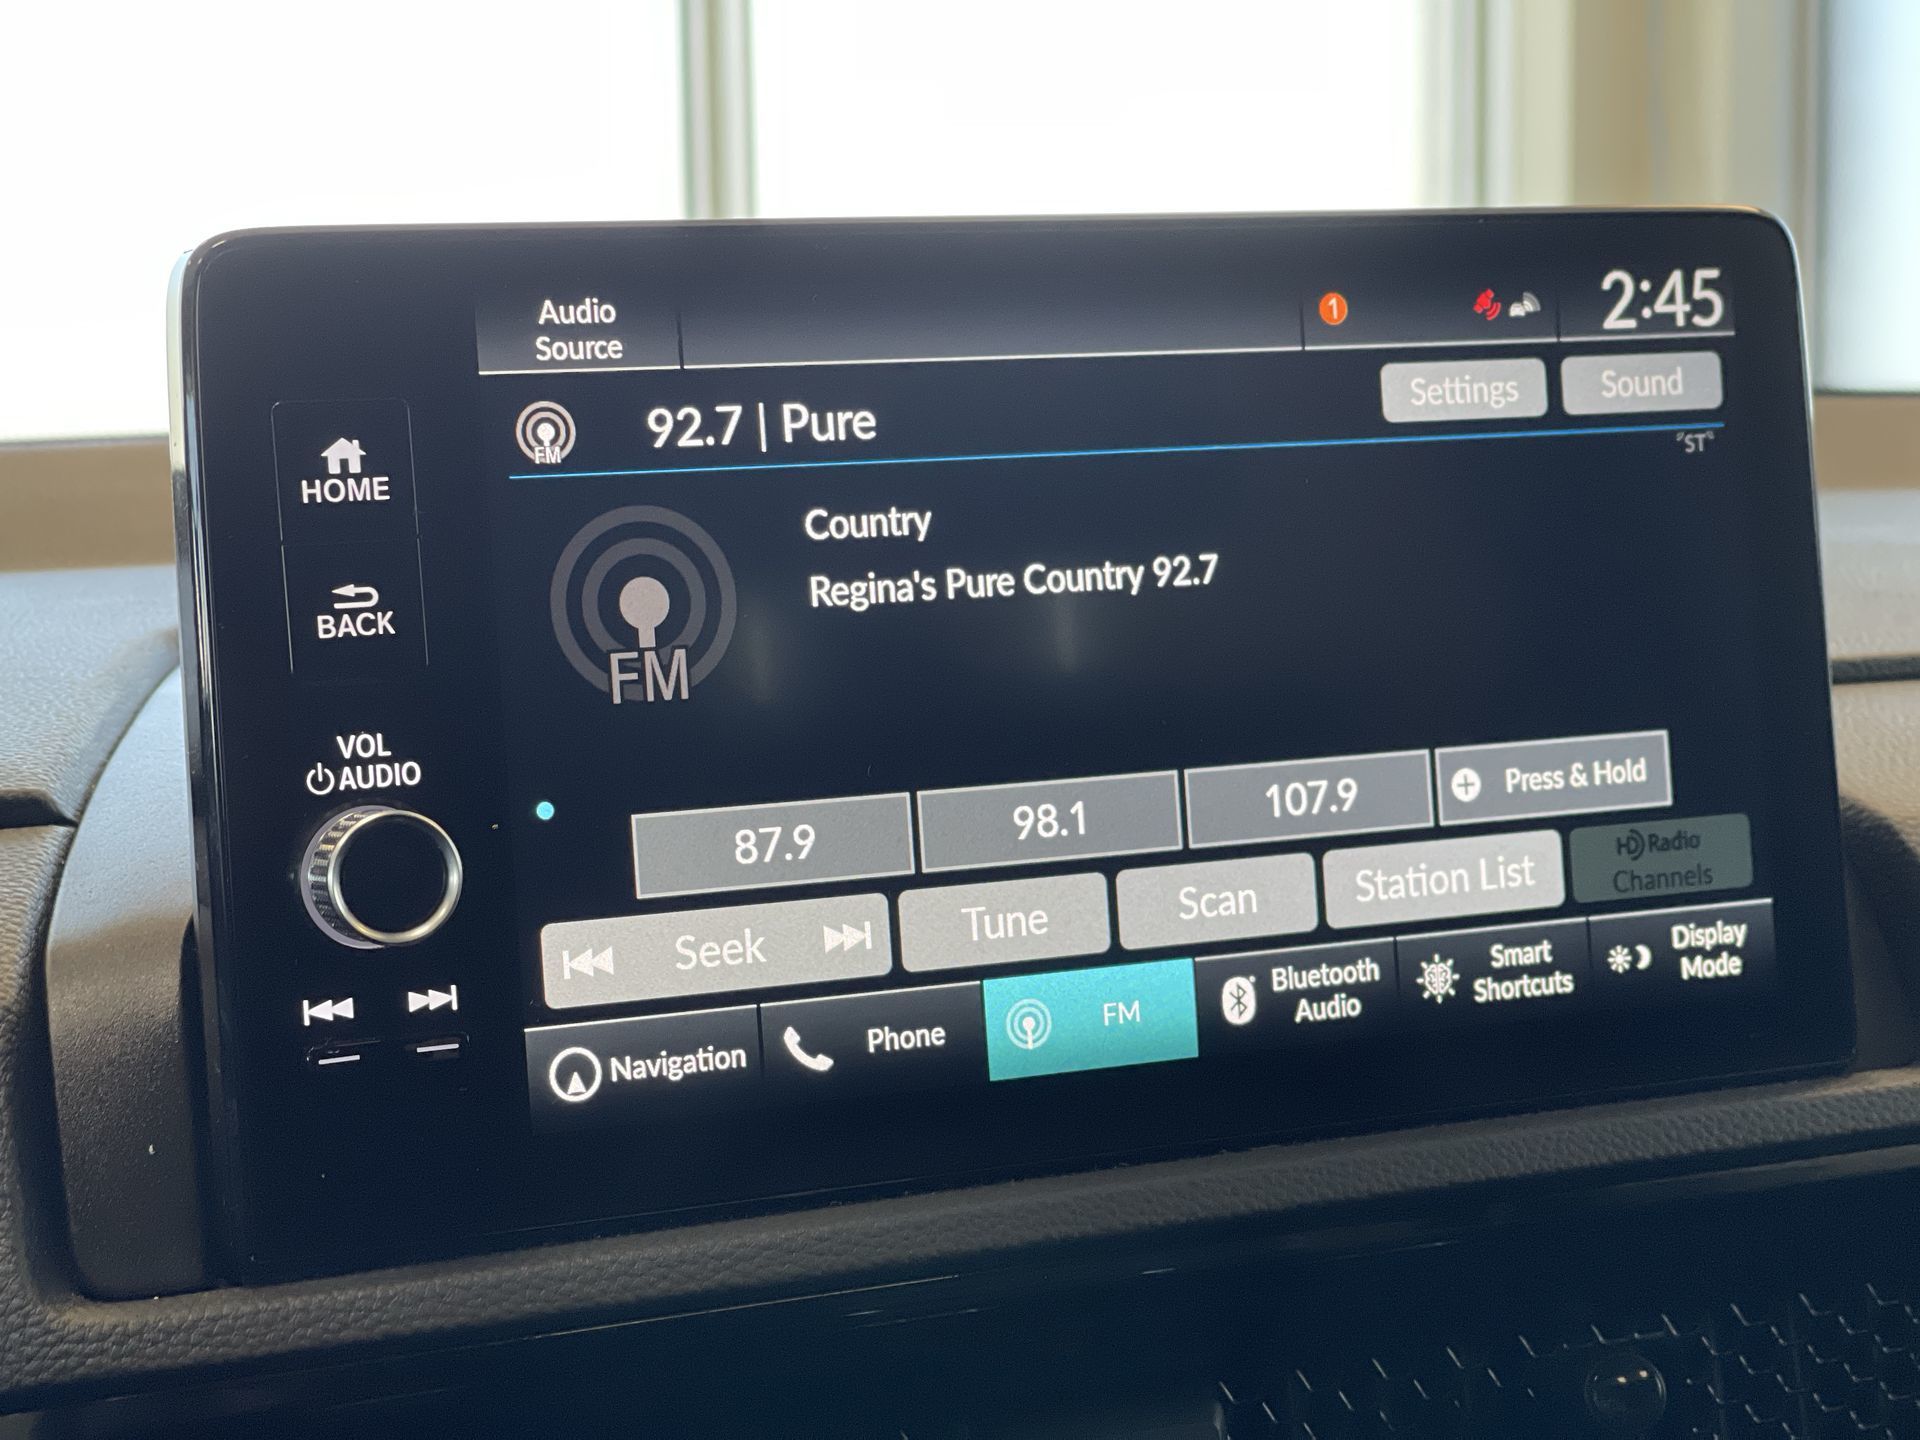 Audio
Source
1
2:45
FM
92.7 | Pure
Settings
Sound
ST
HOME
BACK
VOL
AUDIO
FM
Country
Regina's Pure Country 92.7
87.9
98.1
107.9
Press & Hold
Seek
Tune
Scan
Station List
HD Radio
Channels
Navigation
Phone
FM
Bluetooth
Audio
Smart
Shortcuts
Display
Mode